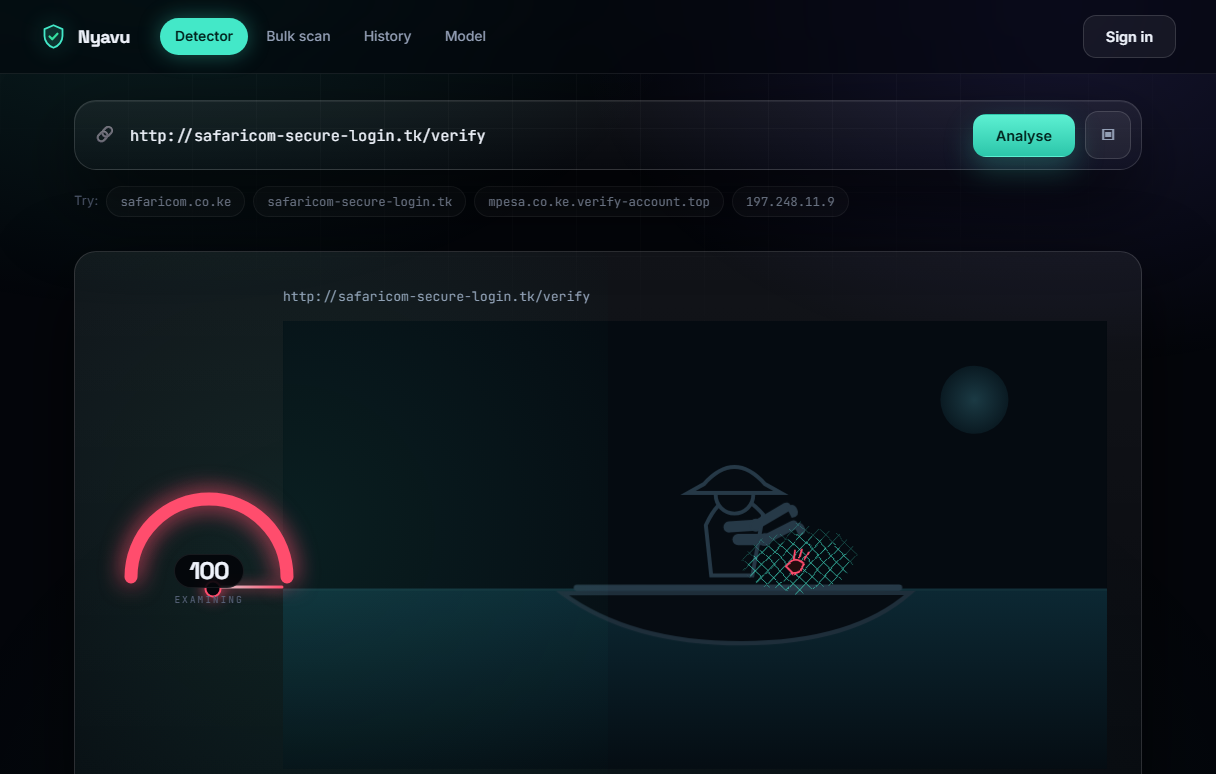 Nyavu
Detector
Bulk scan
History
Model
Sign in
http://safaricom-secure-login.tk/verify
Analyse
Try:
safaricom.co.ke
safaricom-secure-login.tk
mpesa.co.ke.verify-account.top
197.248.11.9
http://safaricom-secure-login.tk/verify
100
EXAMINING